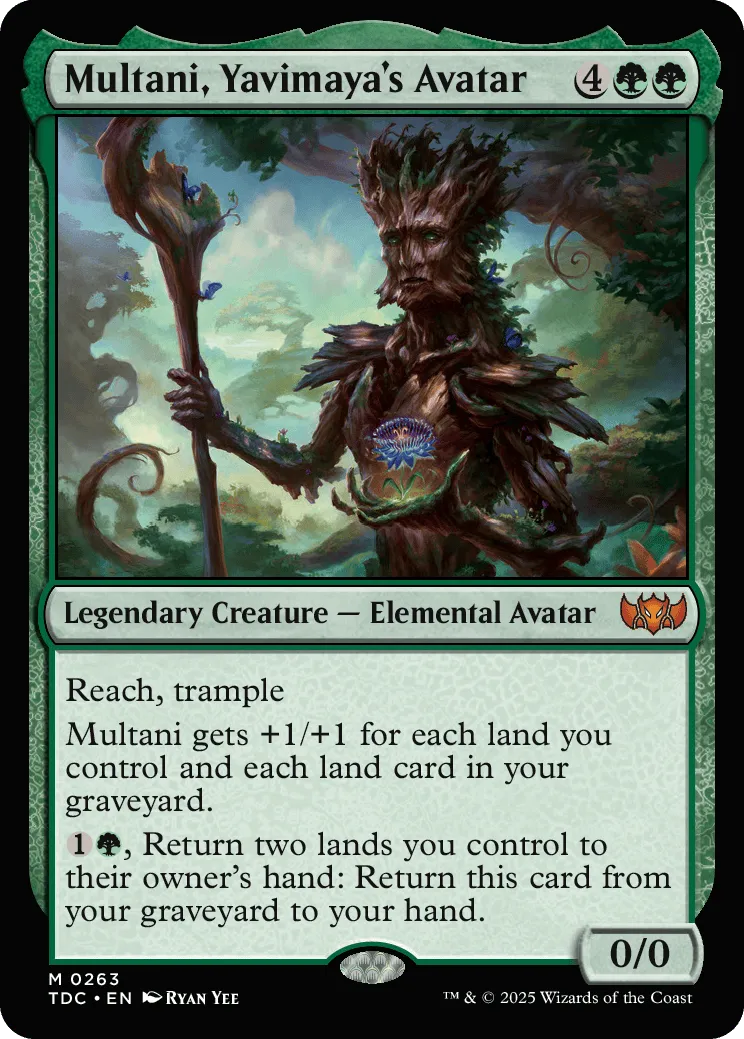 Multani, Yavimaya's Avatar 4
Legendary Creature — Elemental Avatar
Reach, trample
Multani gets +1/+1 for each land you
control and each land card in your
graveyard.
1, Return two lands you control to
their owner's hand: Return this card from
your graveyard to your hand.
0/0
M 0263
TDC • EN Ryan Yee
™ & © 2025 Wizards of the Coast